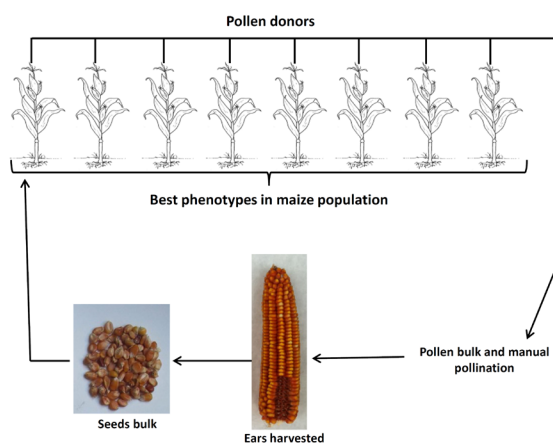 Pollen donors
Best phenotypes in maize population
Pollen bulk and manual
pollination
Seeds bulk
Ears harvested